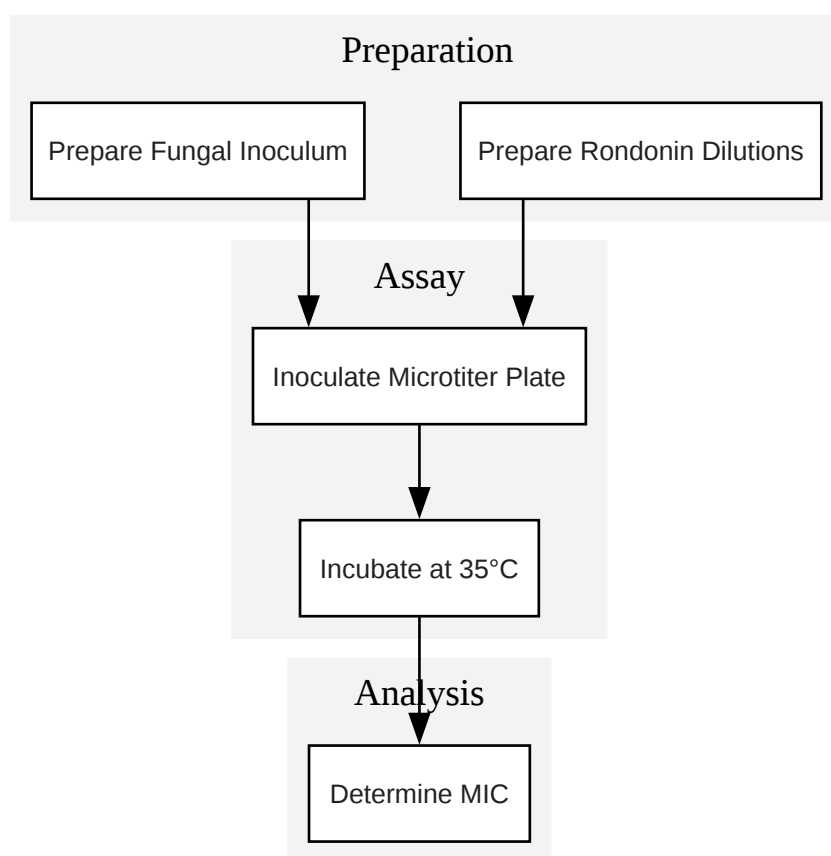 Preparation
Prepare Fungal Inoculum
Prepare Rondonin Dilutions
Assay
Inoculate Microtiter Plate
Incubate at 35°C
Analysis
Determine MIC